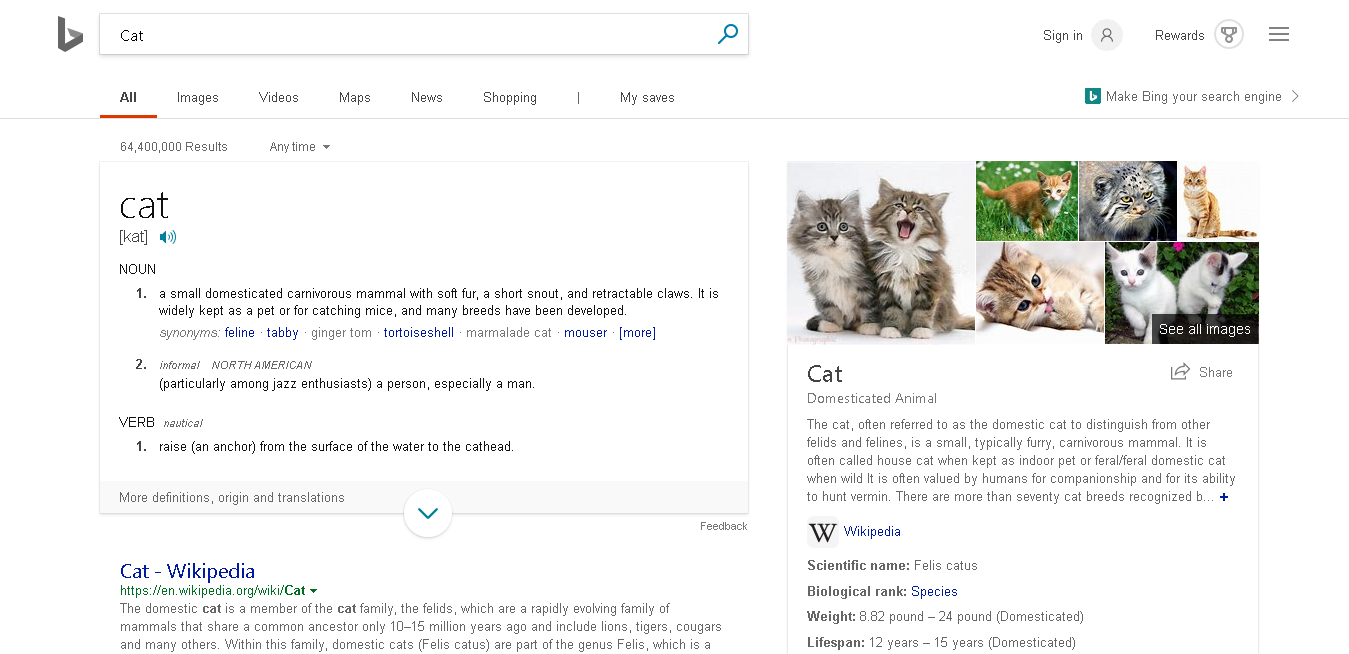 Cat
Sign in
Rewards
All Images Videos Maps News Shopping | My saves
Make Bing your search engine
64,400,000 Results Any time
cat
[kat]
NOUN
1. a small domesticated carnivorous mammal with soft fur, a short snout, and retractable claws. It is
widely kept as a pet or for catching mice, and many breeds have been developed.
synonyms: feline · tabby · ginger tom · tortoiseshell · marmalade cat · mouser · [more]
2. informal NORTH AMERICAN
(particularly among jazz enthusiasts) a person, especially a man.
VERB nautical
1. raise (an anchor) from the surface of the water to the cathead.
More definitions, origin and translations
Feedback
Cat - Wikipedia
https://en.wikipedia.org/wiki/Cat
The domestic cat is a member of the cat family, the felids, which are a rapidly evolving family of
mammals that share a common ancestor only 10–15 million years ago and include lions, tigers, cougars
and many others. Within this family, domestic cats (Felis catus) are part of the genus Felis, which is a
See all images
Cat
Share
Domesticated Animal
The cat, often referred to as the domestic cat to distinguish from other
felids and felines, is a small, typically furry, carnivorous mammal. It is
often called house cat when kept as indoor pet or feral/feral domestic cat
when wild It is often valued by humans for companionship and for its ability
to hunt vermin. There are more than seventy cat breeds recognized b... +
W Wikipedia
Scientific name: Felis catus
Biological rank: Species
Weight: 8.82 pound – 24 pound (Domesticated)
Lifespan: 12 years – 15 years (Domesticated)